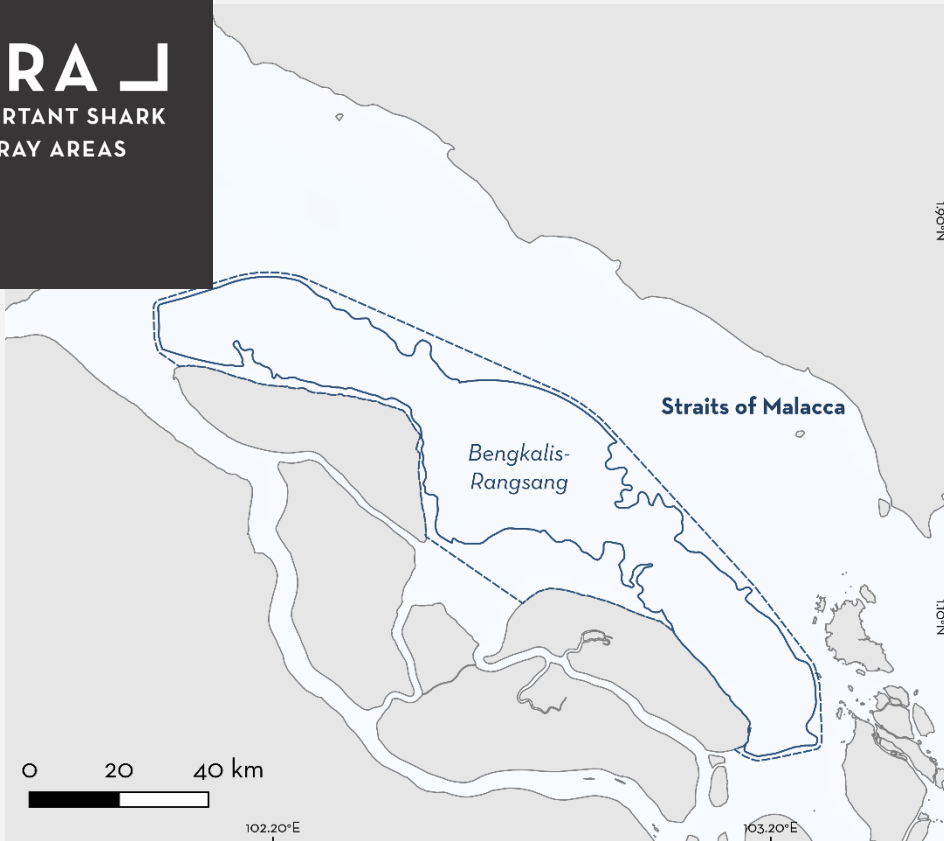 RA
RTANT SHARK
RAY AREAS
1.90°N
Straits of Malacca
Bengkalis-
Rangsang
1.10°N
0 20 40 km
102.20°E 103.20°E